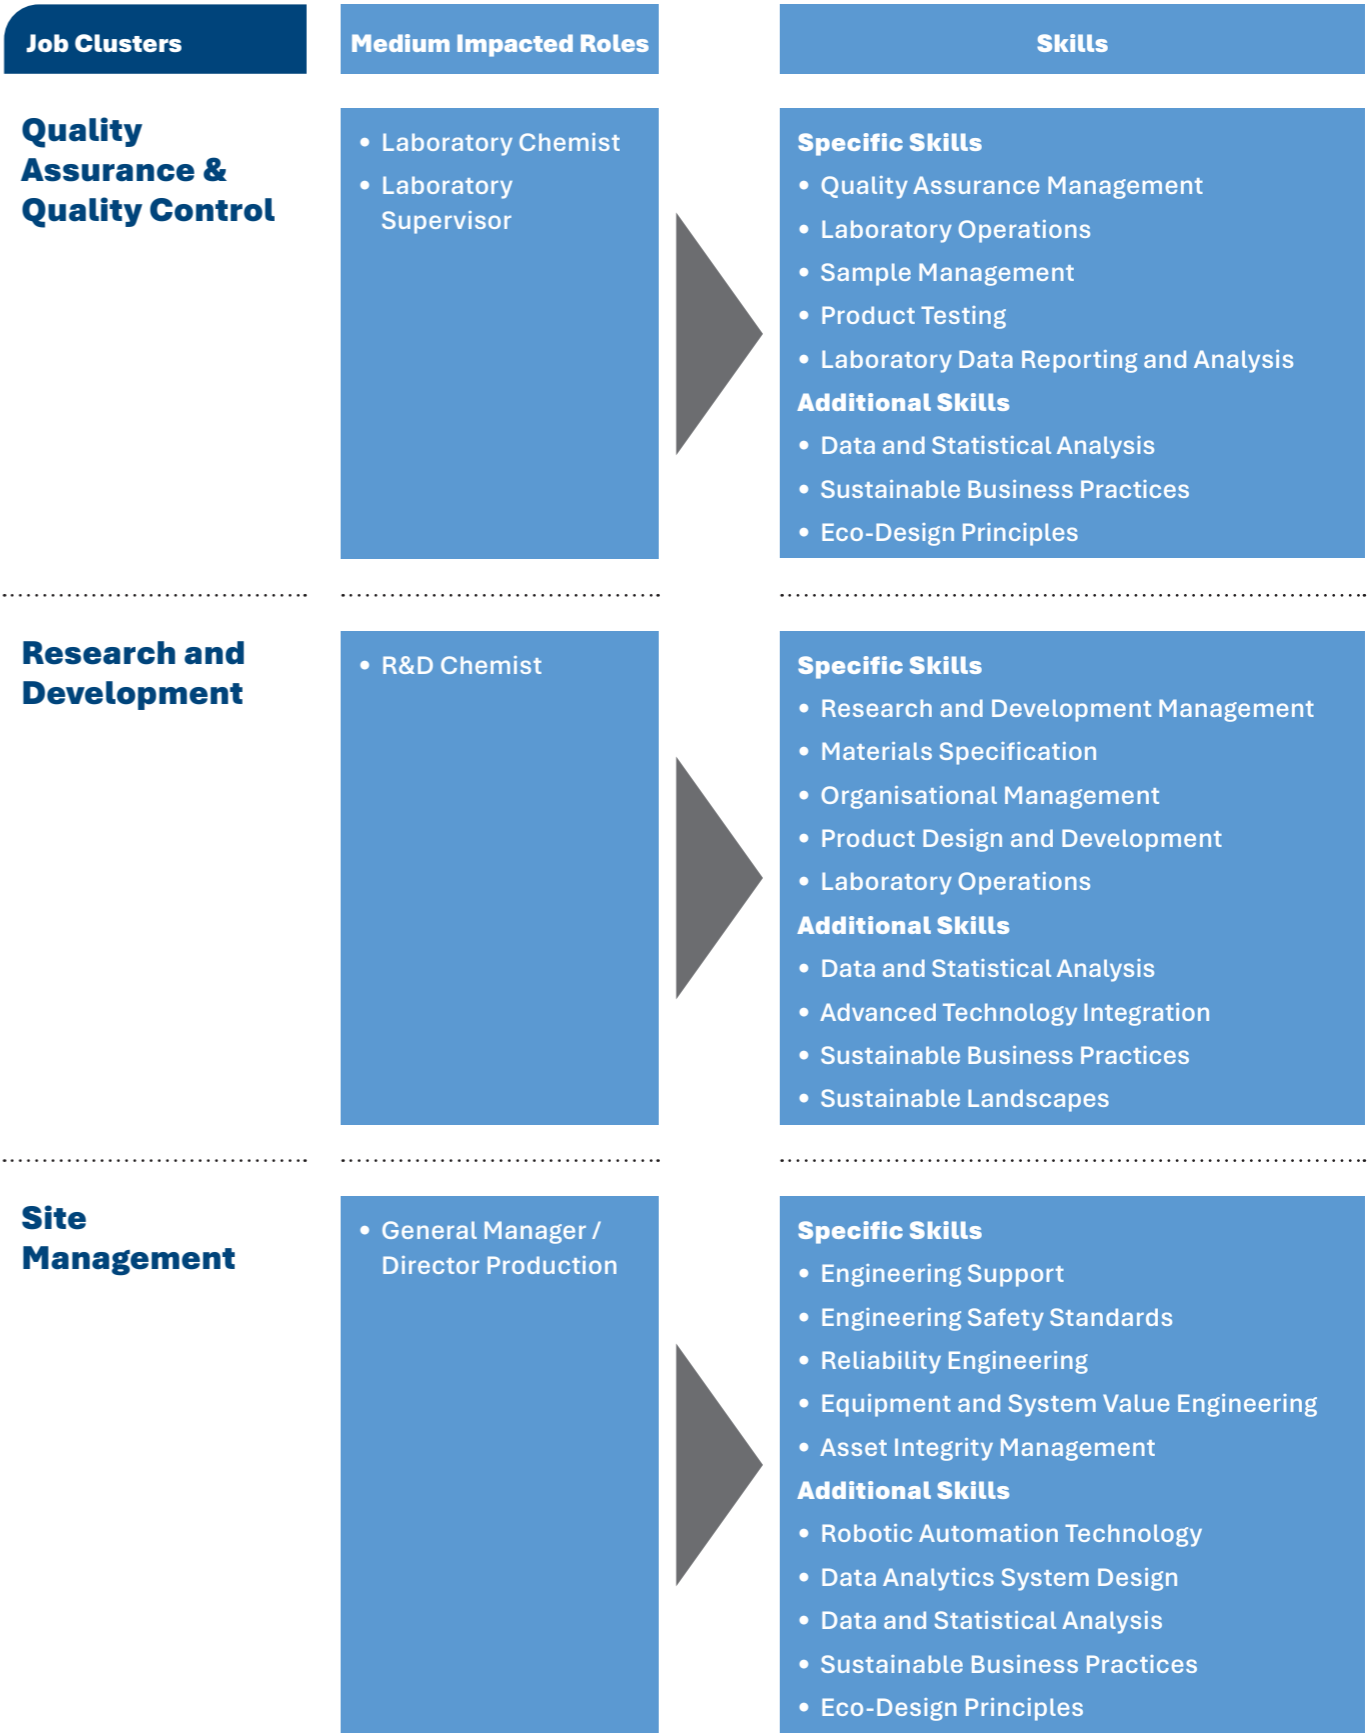 Job Clusters
Medium Impacted Roles
Skills
Quality
Assurance &
Quality Control
• Laboratory Chemist
• Laboratory
Supervisor
Specific Skills
• Quality Assurance Management
• Laboratory Operations
• Sample Management
• Product Testing
• Laboratory Data Reporting and Analysis
Additional Skills
• Data and Statistical Analysis
• Sustainable Business Practices
• Eco-Design Principles
Research and
Development
• R&D Chemist
Specific Skills
• Research and Development Management
• Materials Specification
• Organisational Management
• Product Design and Development
• Laboratory Operations
Additional Skills
• Data and Statistical Analysis
• Advanced Technology Integration
• Sustainable Business Practices
• Sustainable Landscapes
Site
Management
• General Manager /
Director Production
Specific Skills
• Engineering Support
• Engineering Safety Standards
• Reliability Engineering
• Equipment and System Value Engineering
• Asset Integrity Management
Additional Skills
• Robotic Automation Technology
• Data Analytics System Design
• Data and Statistical Analysis
• Sustainable Business Practices
• Eco-Design Principles